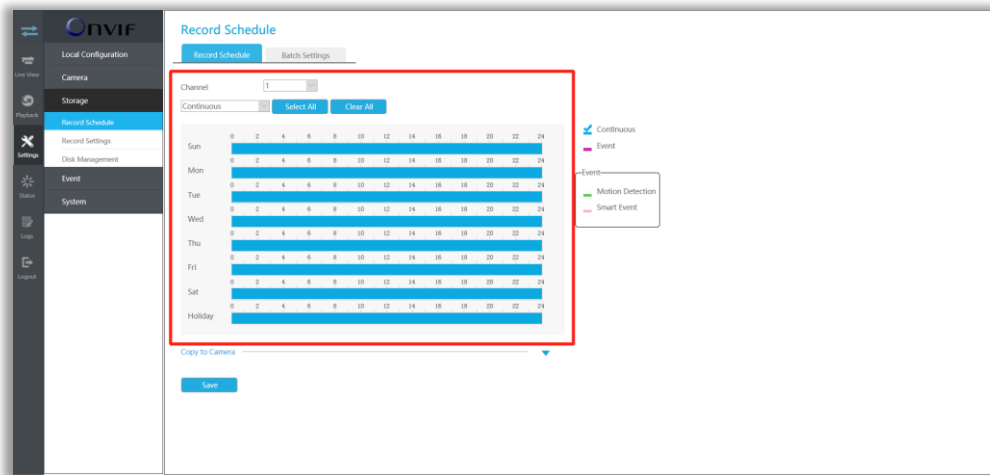 Onvif
Live View
Playback
Settings
Status
Logs
Logout
Local Configuration
Camera
Storage
Record Schedule
Record Settings
Disk Management
Event
System
Record Schedule
Record Schedule Batch Settings
Channel 1
Continuous Select All Clear All
0 2 4 6 8 10 12 14 16 18 20 22 24
Sun
0 2 4 6 8 10 12 14 16 18 20 22 24
Mon
0 2 4 6 8 10 12 14 16 18 20 22 24
Tue
0 2 4 6 8 10 12 14 16 18 20 22 24
Wed
0 2 4 6 8 10 12 14 16 18 20 22 24
Thu
0 2 4 6 8 10 12 14 16 18 20 22 24
Fri
0 2 4 6 8 10 12 14 16 18 20 22 24
Sat
0 2 4 6 8 10 12 14 16 18 20 22 24
Holiday
Continuous
Event
Event
Motion Detection
Smart Event
Copy to Camera
Save